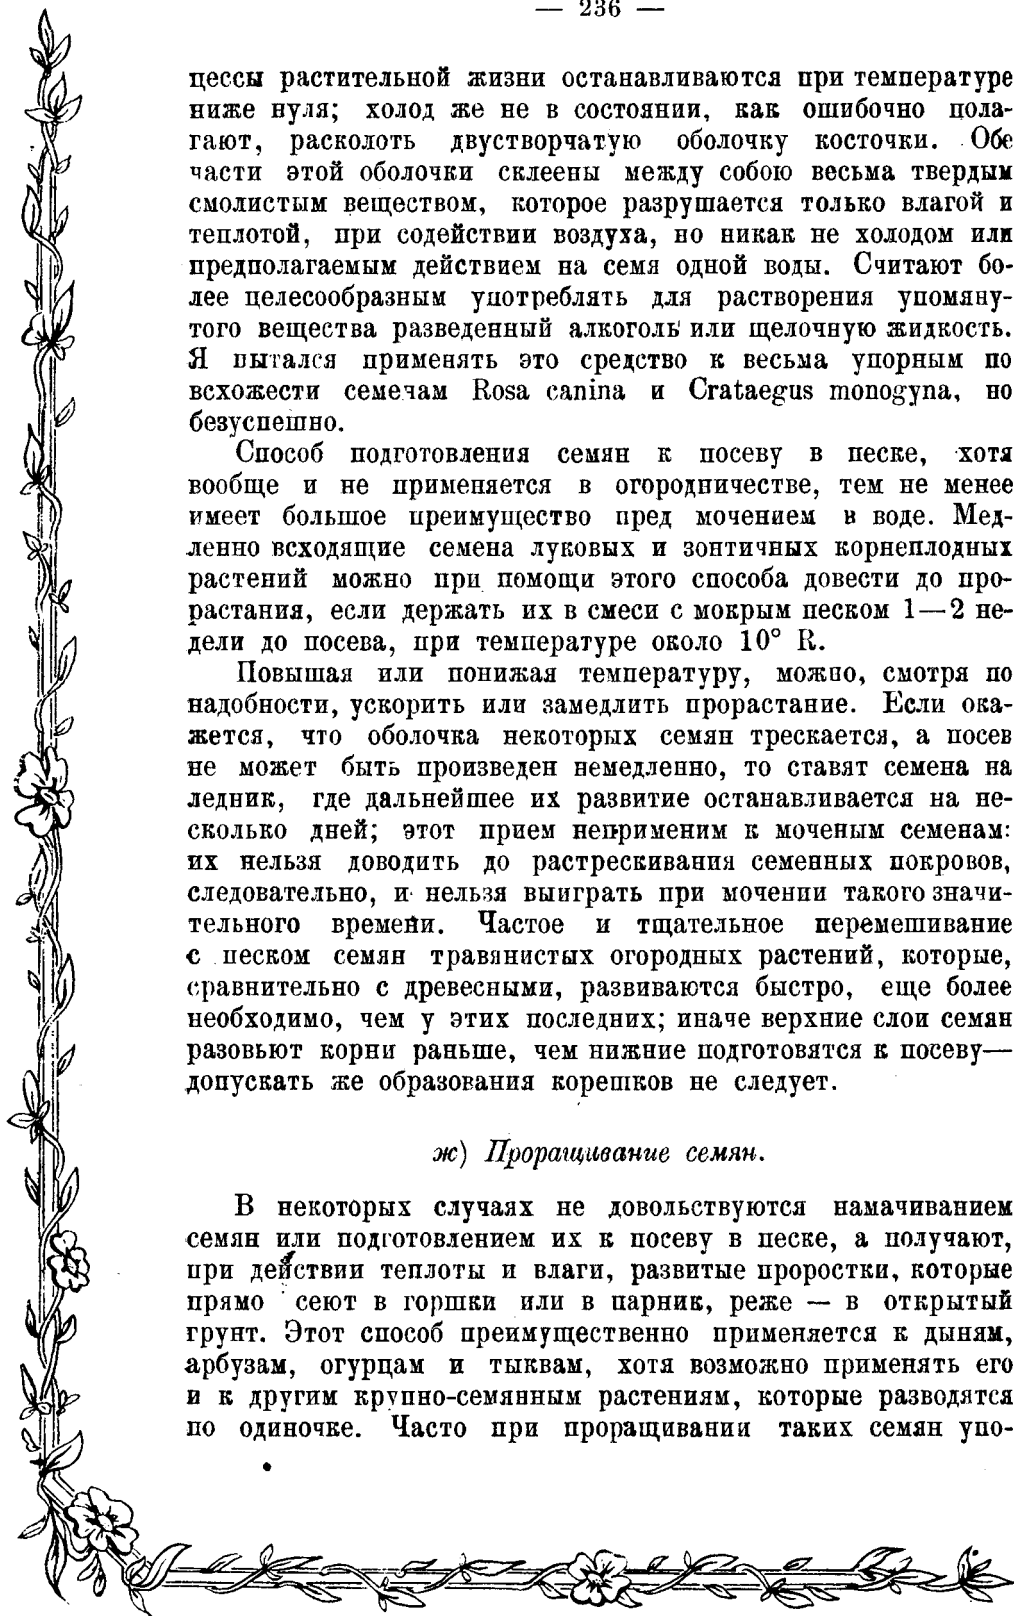 — 236 —
цессы растительной жизни останавливаются при температуре
ниже нуля; холод же не в состоянии, как ошибочно пола-
гают, расколоть двустворчатую оболочку косточки. Обе
части этой оболочки склеены между собою весьма твердым
смолистым веществом, которое разрушается только влагой и
теплотой, при содействии воздуха, но никак не холодом или
предполагаемым действием на семя одной воды. Считают бо-
лее целесообразным употреблять для растворения упомяну-
того вещества разведенный алкоголь или щелочную жидкость.
Я пытался применять это средство к весьма упорным по
всхожести семечам Rosa canina и Crataegus monogyna, но
безуспешно.
Способ подготовления семян к посеву в песке, хотя
вообще и не применяется в огородничестве, тем не менее
имеет большое преимущество пред мочением в воде. Мед-
ленно всходящие семена луковых и зонтичных корнеплодных
растений можно при помощи этого способа довести до про-
растания, если держать их в смеси с мокрым песком 1—2 не-
дели до посева, при температуре около 10° R.
Повышая или понижая температуру, можно, смотря по
надобности, ускорить или замедлить прорастание. Если ока-
жется, что оболочка некоторых семян трескается, а посев
не может быть произведен немедленно, то ставят семена на
ледник, где дальнейшее их развитие останавливается на не-
сколько дней; этот прием неприменим к моченым семенам:
их нельзя доводить до растрескивания семенных покровов,
следовательно, и нельзя выиграть при мочении такого значи-
тельного времени. Частое и тщательное перемешивание
с песком семян травянистых огородных растений, которые,
сравнительно с древесными, развиваются быстро, еще более
необходимо, чем у этих последних; иначе верхние слои семян
разовьют корни раньше, чем нижние подготовятся к посеву—
допускать же образования корешков не следует.
ж) Проращивание семян.
В некоторых случаях не довольствуются намачиванием
семян или подготовлением их к посеву в песке, а получают,
при действии теплоты и влаги, развитые проростки, которые
прямо сеют в горшки или в парник, реже — в открытый
грунт. Этот способ преимущественно применяется к дыням,
арбузам, огурцам и тыквам, хотя возможно применять его
и к другим крупно-семянным растениям, которые разводятся
по одиночке. Часто при проращивании таких семян упо-